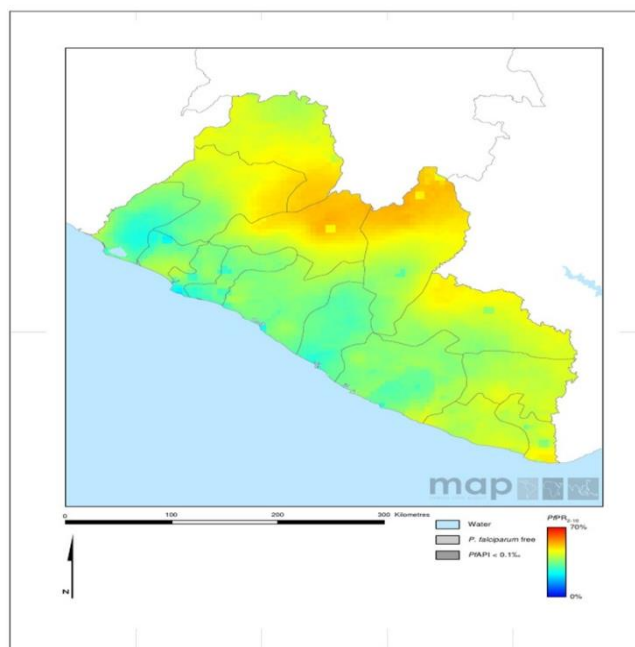 map
0
100
200
300 Kilometres
Water
P. falciparum free
PfAPI < 0.1‰
PfPR2-10
70%
0%
N